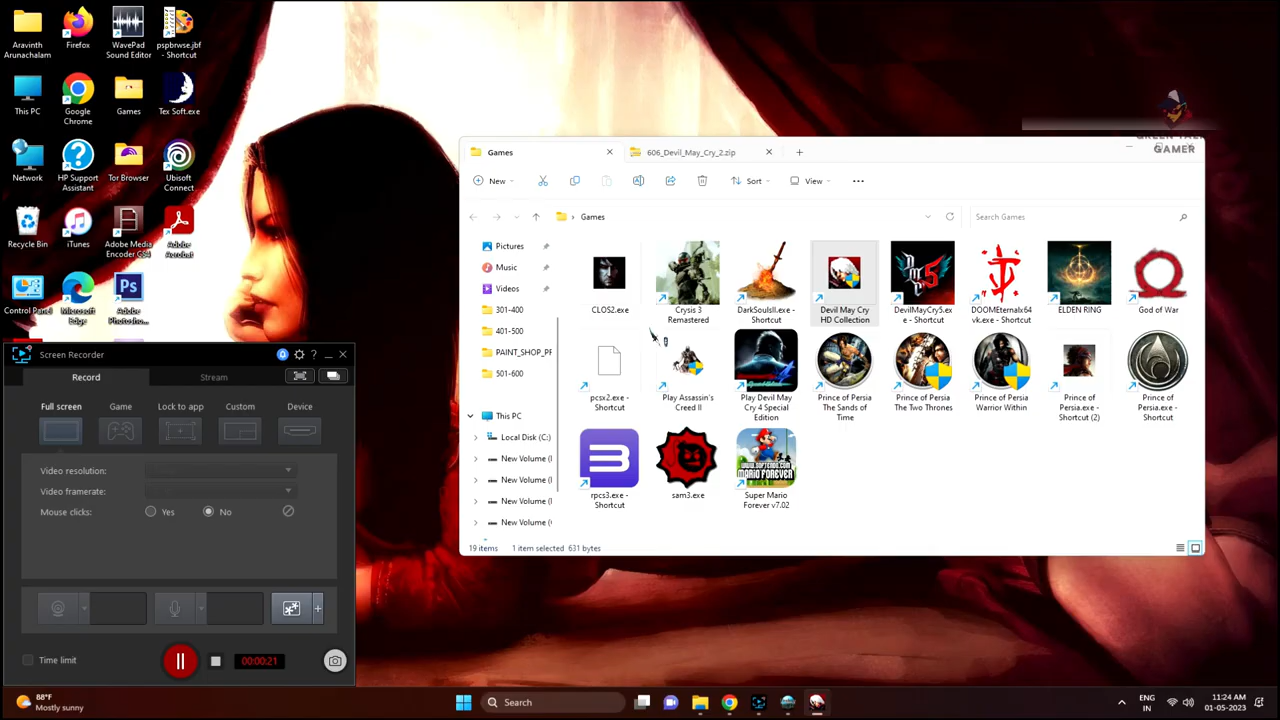 Aravinth
Arunachalam
Firefox
WavePad
Sound Editor
pspbrwse.jbf
- Shortcut
This PC
Google
Chrome
Games
Tex Soft.exe
Network
HP Support
Assistant
Tor Browser
Ubisoft
Connect
Recycle Bin
iTunes
Adobe Media
Encoder CS4
Adobe
Acrobat
Control Panel
Microsoft
Edge
Adobe
Photosho...
GREEN TALK
GAMER
Games
606_Devil_May_Cry_2.zip
New
Sort
View
Games
Search Games
Pictures
Music
Videos
301-400
401-500
PAINT_SHOP_PF
501-600
This PC
Local Disk (C:)
New Volume (
New Volume (
New Volume (
New Volume (
CLOS2.exe
Crysis 3
Remastered
DarkSoulsII.exe -
Shortcut
Devil May Cry
HD Collection
DevilMayCry5.ex
e - Shortcut
DOOMEternalx64
vk.exe - Shortcut
ELDEN RING
God of War
pcsx2.exe -
Shortcut
Play Assassin's
Creed II
Play Devil May
Cry 4 Special
Edition
Prince of Persia
The Sands of
Time
Prince of Persia
The Two Thrones
Prince of Persia
Warrior Within
Prince of
Persia.exe -
Shortcut (2)
Prince of
Persia.exe -
Shortcut
rpcs3.exe -
Shortcut
sam3.exe
Super Mario
Forever v7.02
19 items
1 item selected 631 bytes
Screen Recorder
Record
Stream
Full screen
Game
Lock to app
Custom
Device
Video resolution:
Video framerate:
Mouse clicks:
Yes
No
Time limit
00:00:21
88°F
Mostly sunny
Search
ENG
IN
11:24 AM
01-05-2023